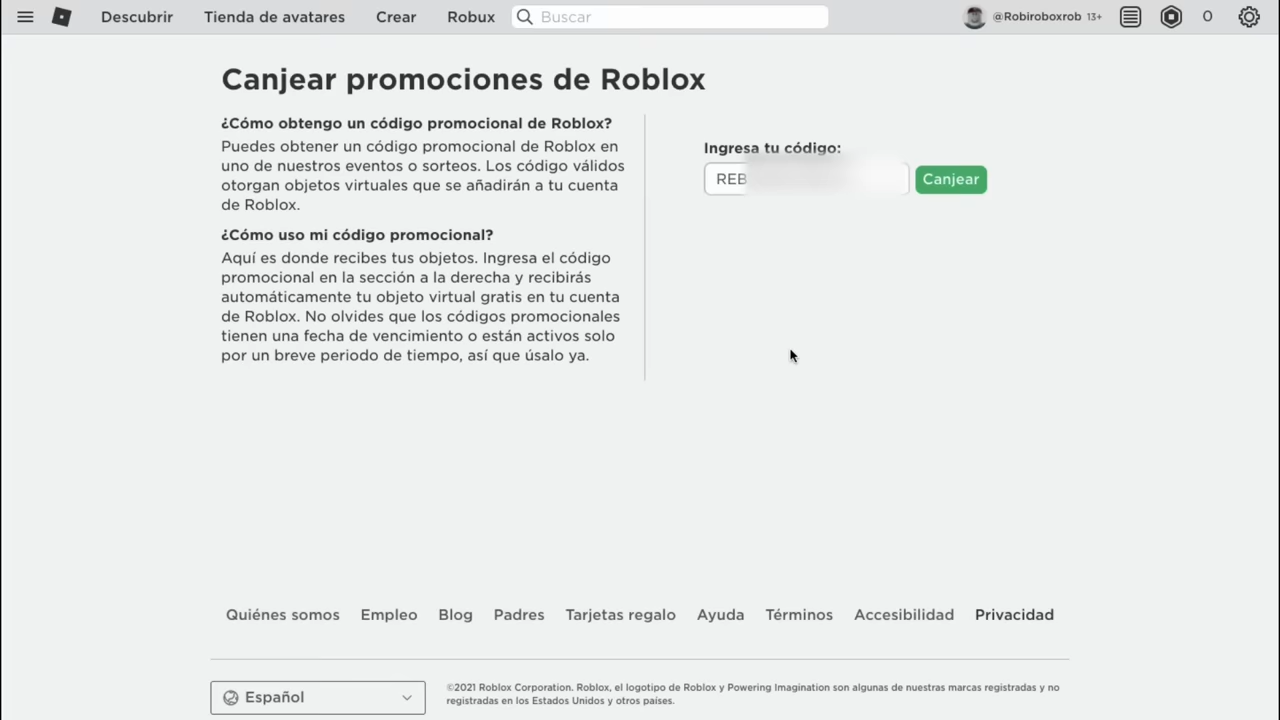 Descubrir Tienda de avatares Crear Robux Buscar @Robiroboxrob 13+ 0
Canjear promociones de Roblox
¿Cómo obtengo un código promocional de Roblox?
Puedes obtener un código promocional de Roblox en
uno de nuestros eventos o sorteos. Los código válidos
otorgan objetos virtuales que se añadirán a tu cuenta
de Roblox.
¿Cómo uso mi código promocional?
Aquí es donde recibes tus objetos. Ingresa el código
promocional en la sección a la derecha y recibirás
automáticamente tu objeto virtual gratis en tu cuenta
de Roblox. No olvides que los códigos promocionales
tienen una fecha de vencimiento o están activos solo
por un breve periodo de tiempo, así que úsalo ya.
Ingresa tu código:
REB Canjear
Quiénes somos Empleo Blog Padres Tarjetas regalo Ayuda Términos Accesibilidad Privacidad
Español
©2021 Roblox Corporation. Roblox, el logotipo de Roblox y Powering Imagination son algunas de nuestras marcas registradas y no
registradas en los Estados Unidos y otros países.